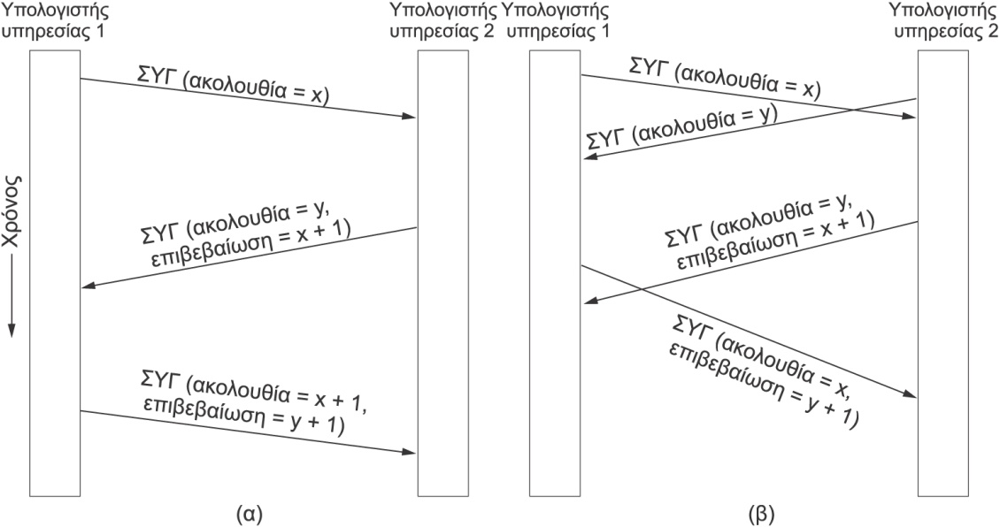 Υπολογιστής
υπηρεσίας 1
Υπολογιστής
υπηρεσίας 2
ΣΥΓ (ακολουθία = x)
ΣΥΓ (ακολουθία = y,
επιβεβαίωση = x + 1)
ΣΥΓ (ακολουθία = x + 1,
επιβεβαίωση = y + 1)
Χρόνος
(α)
Υπολογιστής
υπηρεσίας 1
Υπολογιστής
υπηρεσίας 2
ΣΥΓ (ακολουθία = x)
ΣΥΓ (ακολουθία = y)
ΣΥΓ (ακολουθία = y,
επιβεβαίωση = x + 1)
ΣΥΓ (ακολουθία = x,
επιβεβαίωση = y + 1)
(β)